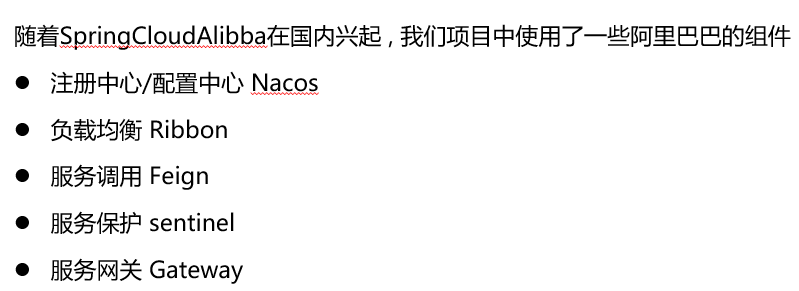 随着SpringCloudAlibba在国内兴起，我们项目中使用了一些阿里巴巴的组件
● 注册中心/配置中心 Nacos
● 负载均衡 Ribbon
● 服务调用 Feign
● 服务保护 sentinel
● 服务网关 Gateway